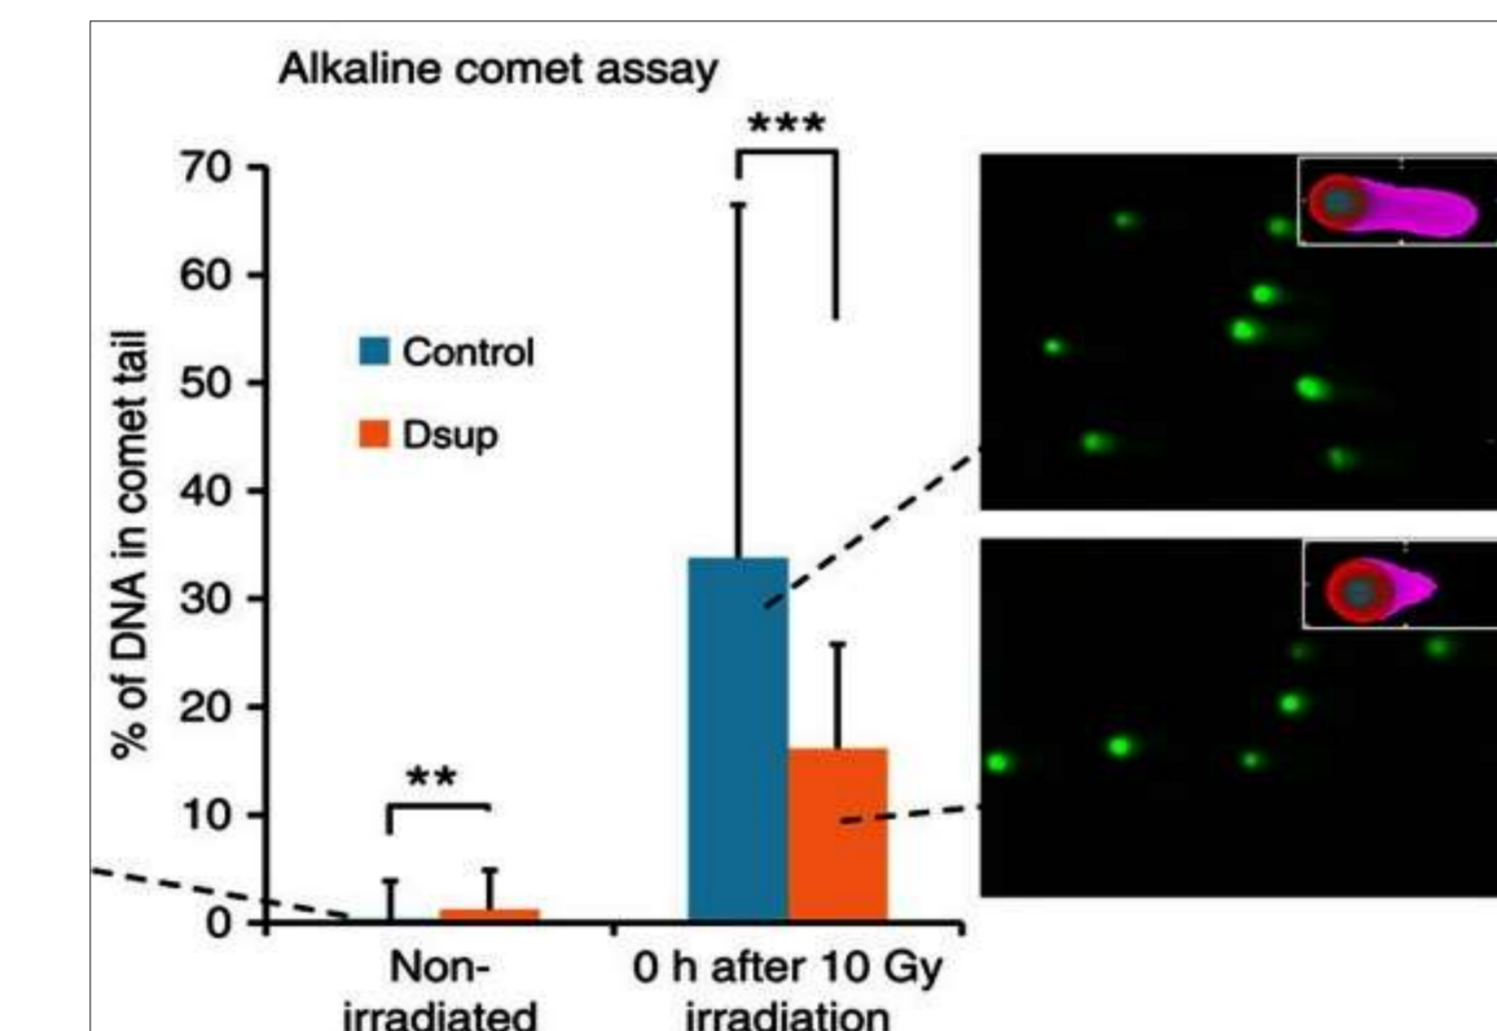 Alkaline comet assay
***
70
60
50
40
30
20
10
0
% of DNA in comet tail
Control
Dsup
**
Non-
irradiated
0 h after 10 Gy
irradiation